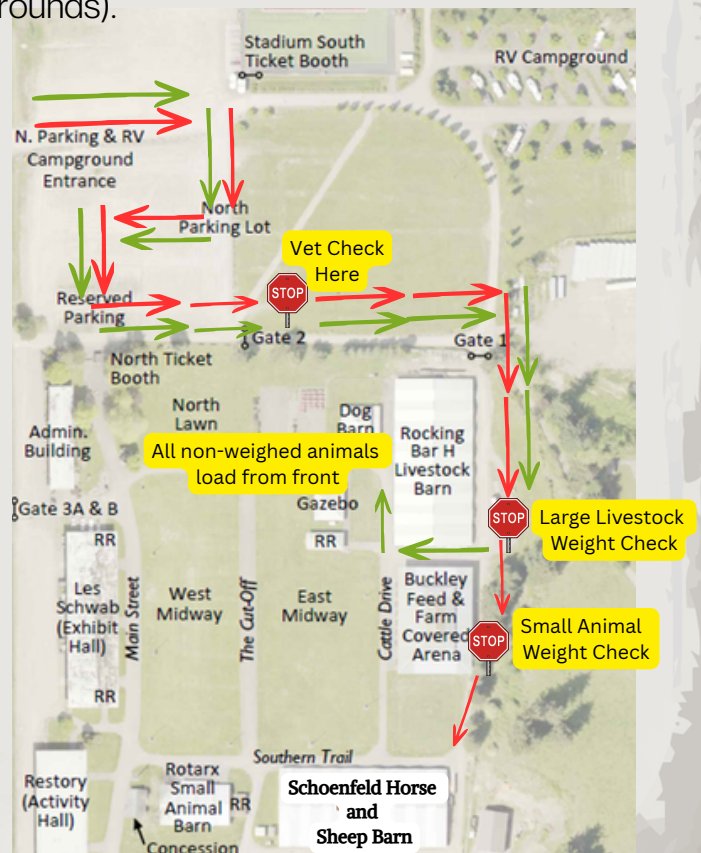 rounds).
Stadium South
Ticket Booth
RV Campground
N. Parking & RV
Campground
Entrance
North
Parking Lot
Vet Check
Here
STOP
Reserved
Parking
Gate 2
Gate 1
North Ticket
Booth
North
Lawn
Dog
Barn
Admin.
Building
All non-weighed animals
load from front
Rocking
Bar H
Livestock
Barn
Gazebo
Gate 3A & B
STOP
Large Livestock
Weight Check
RR
RR
Les
Schwab
(Exhibit
Hall)
Main Street
West
Midway
The Cut-Off
East
Midway
Cattle Drive
Buckley
Feed &
Farm
Covered
Arena
STOP
Small Animal
Weight Check
RR
Southern Trail
Restory
(Activity
Hall)
Rotarx
Small
Animal
Barn
RR
Schoenfeld Horse
and
Sheep Barn
Concession